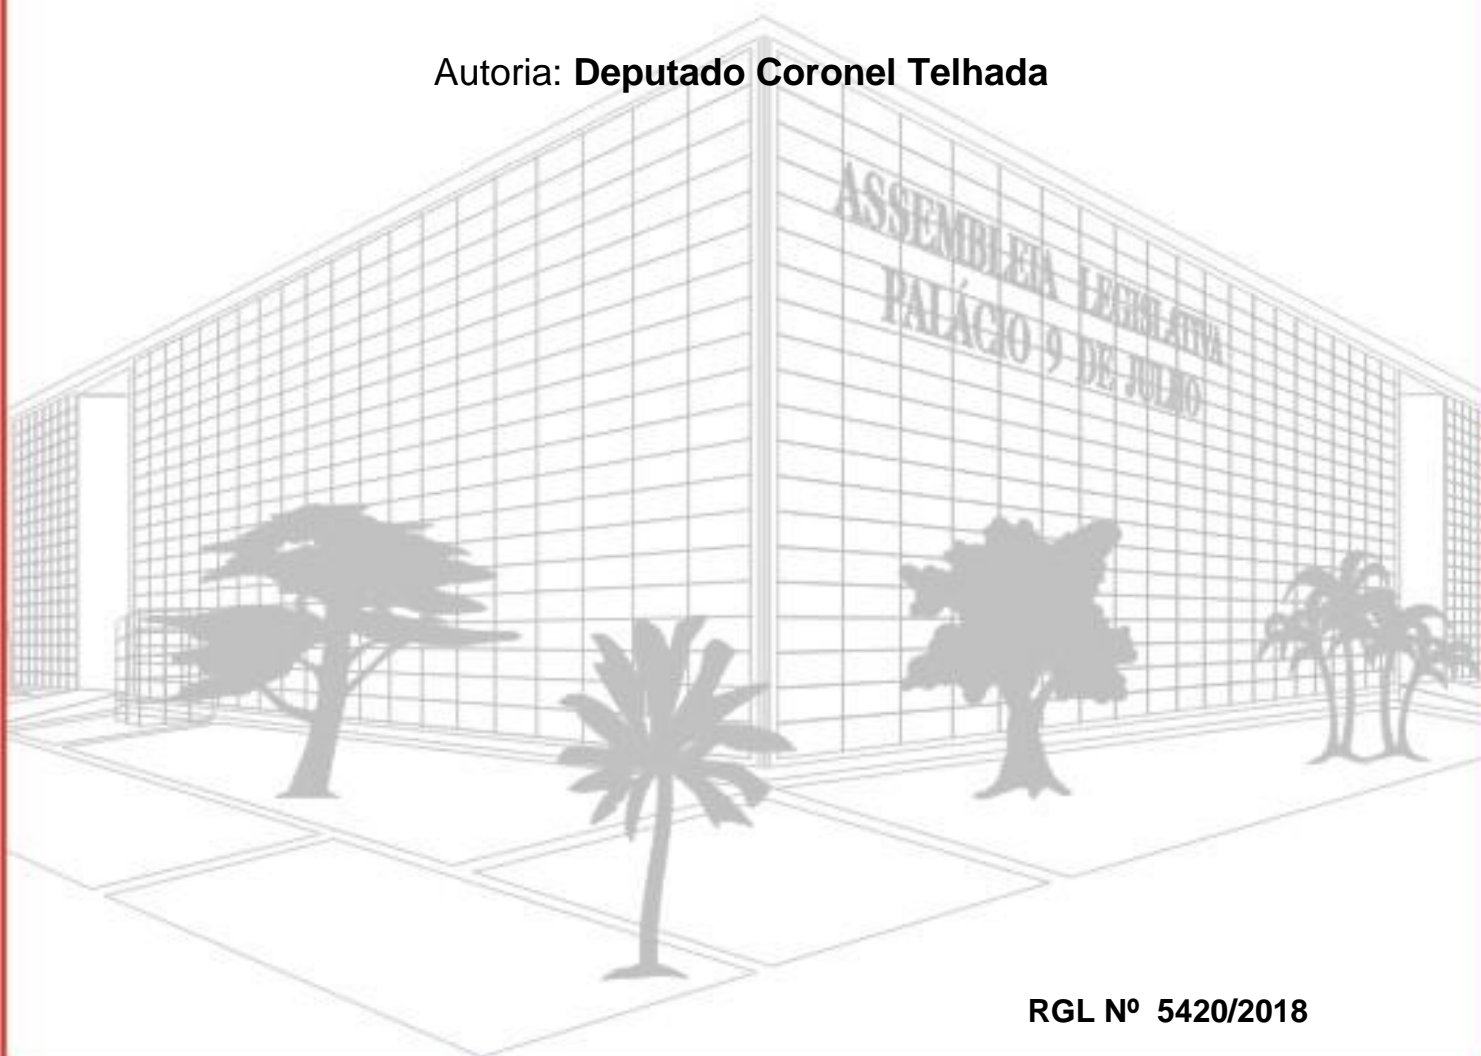 Autoria: Deputado Coronel Telhada
ASSEMBLEIA LEGISLATIVA
PALÁCIO 9 DE JULHO
RGL Nº 5420/2018